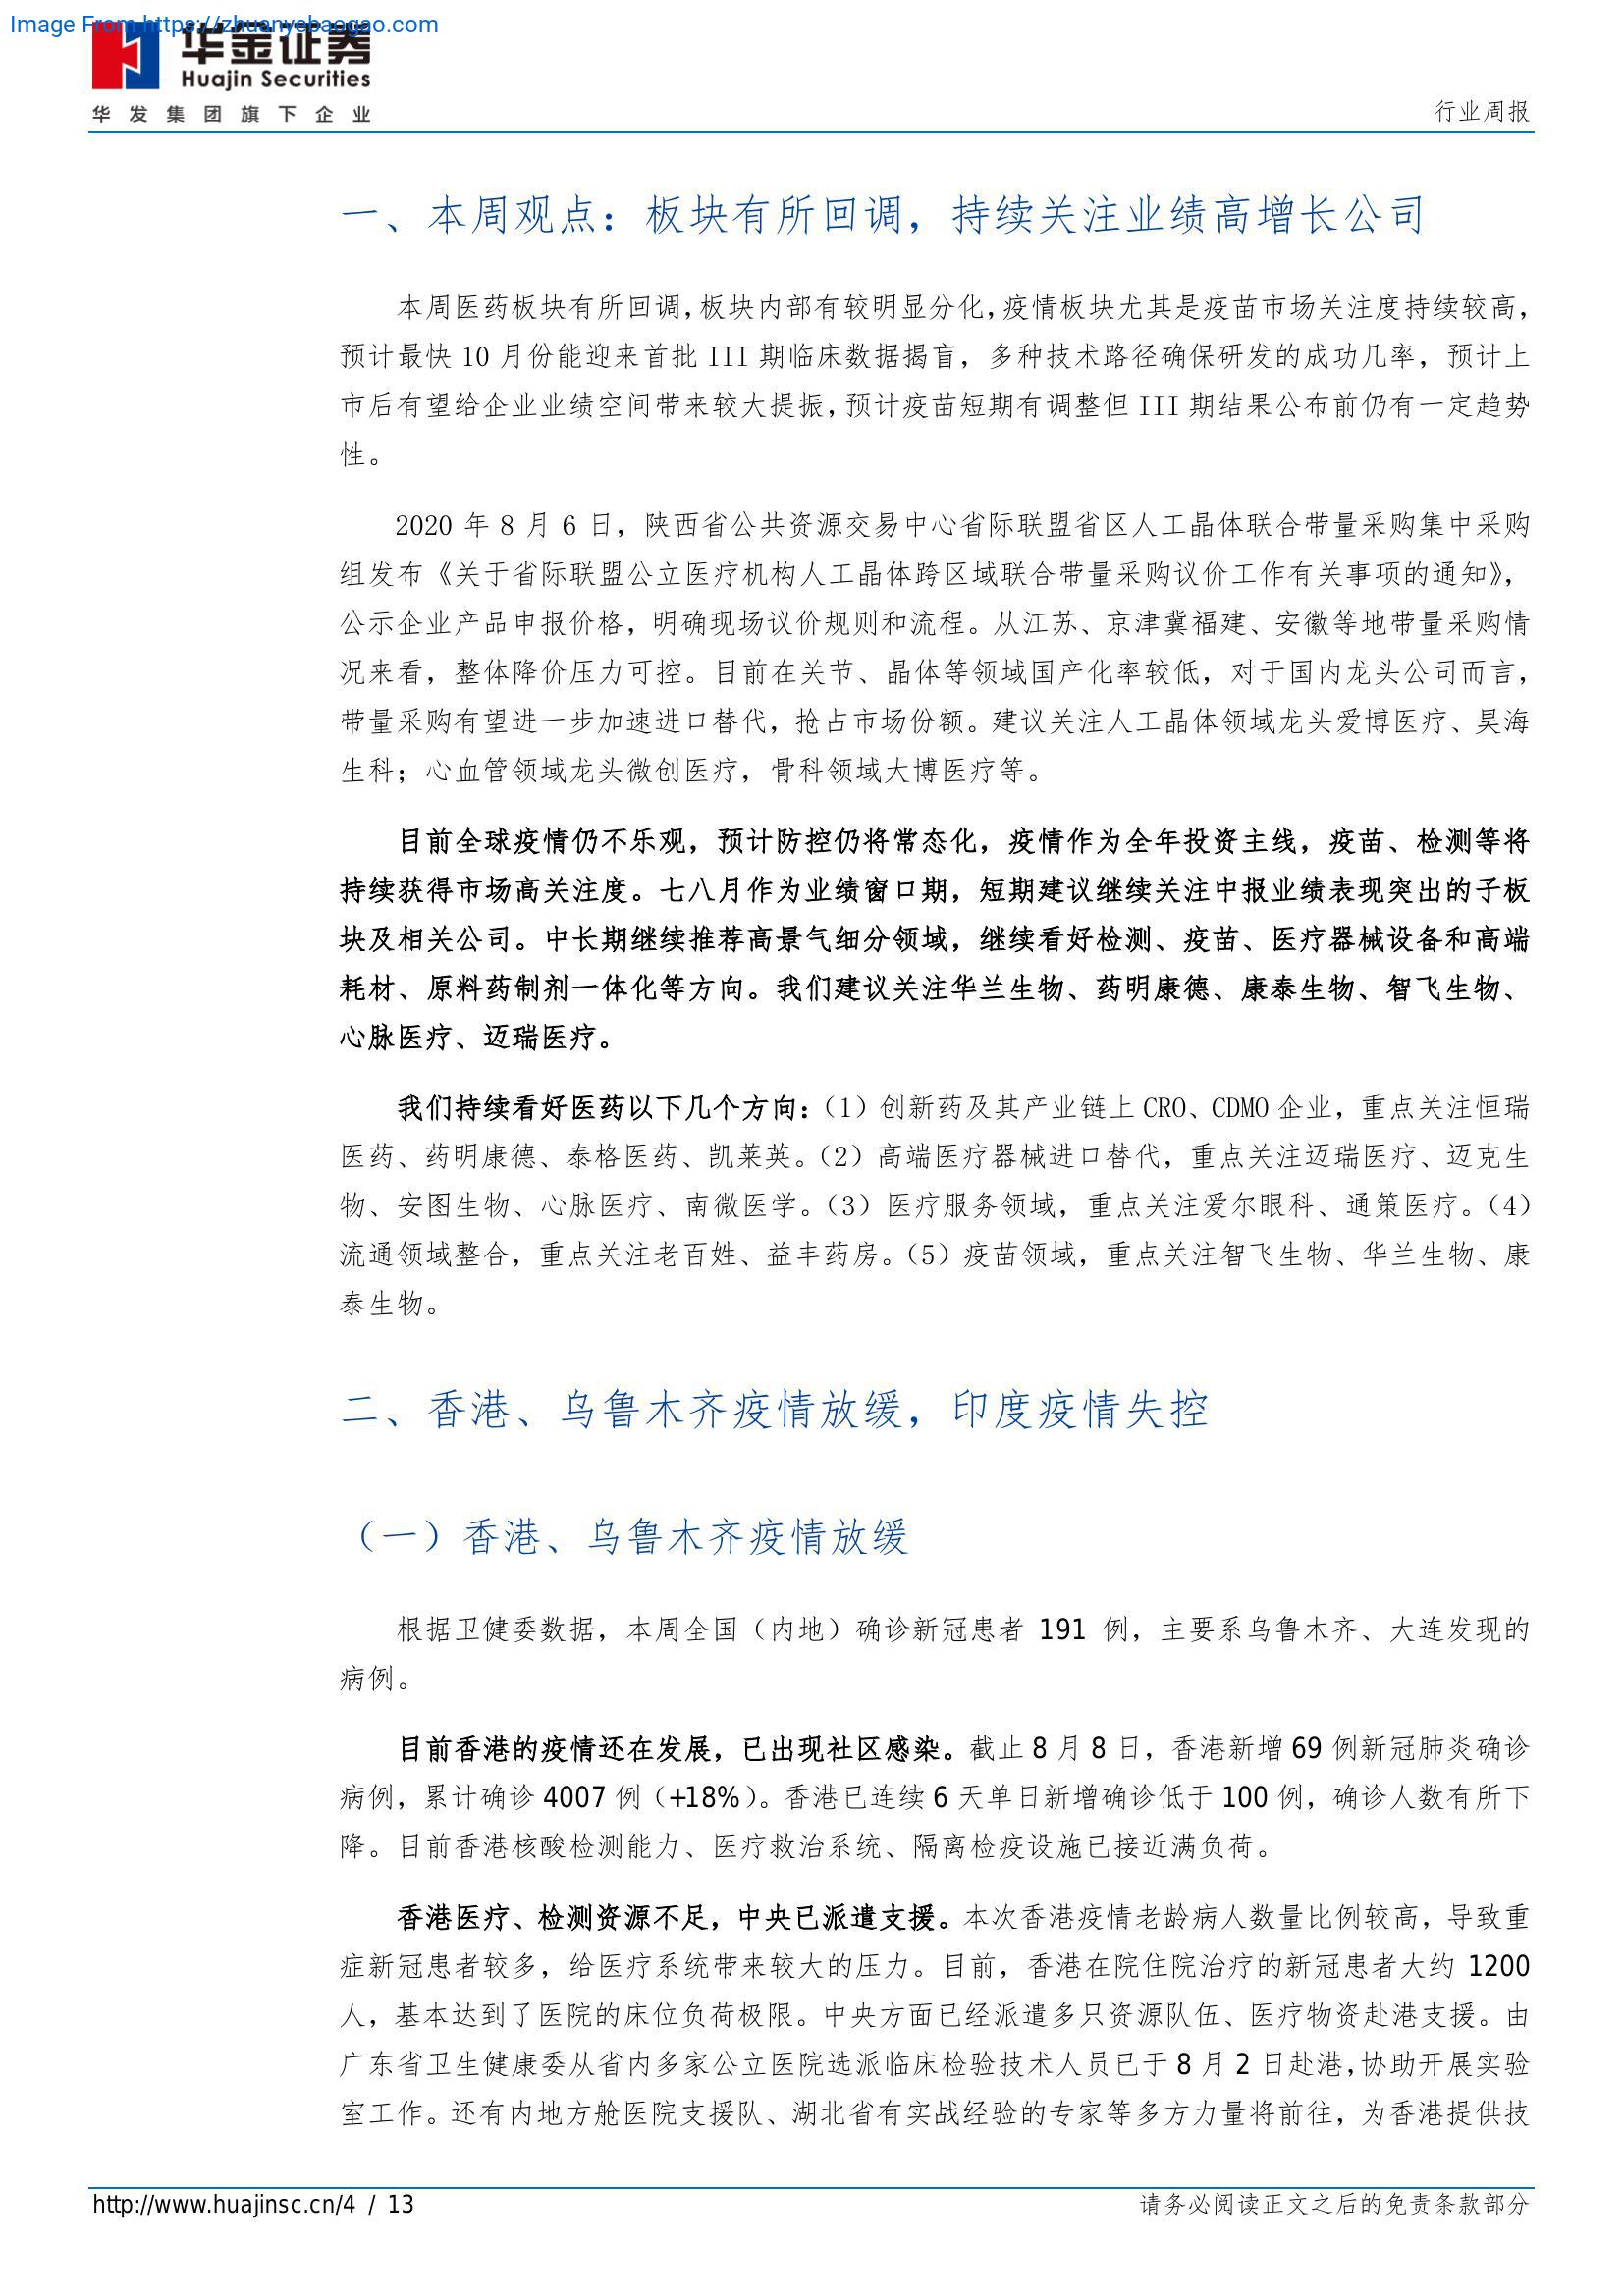 Image From https://zhuanyebaogao.com
华金证券
Huajin Securities
华发集团旗下企业
行业周报
一、本周观点：板块有所回调，持续关注业绩高增长公司
本周医药板块有所回调，板块内部有较明显分化，疫情板块尤其是疫苗市场关注度持续较高，
预计最快 10 月份能迎来首批 III 期临床数据揭盲，多种技术路径确保研发的成功几率，预计上
市后有望给企业业绩空间带来较大提振，预计疫苗短期有调整但 III 期结果公布前仍有一定趋势
性。
2020 年 8 月 6 日，陕西省公共资源交易中心省际联盟省区人工晶体联合带量采购集中采购
组发布《关于省际联盟公立医疗机构人工晶体跨区域联合带量采购议价工作有关事项的通知》，
公示企业产品申报价格，明确现场议价规则和流程。从江苏、京津冀福建、安徽等地带量采购情
况来看，整体降价压力可控。目前在关节、晶体等领域国产化率较低，对于国内龙头公司而言，
带量采购有望进一步加速进口替代，抢占市场份额。建议关注人工晶体领域龙头爱博医疗、昊海
生科；心血管领域龙头微创医疗，骨科领域大博医疗等。
目前全球疫情仍不乐观，预计防控仍将常态化，疫情作为全年投资主线，疫苗、检测等将
持续获得市场高关注度。七八月作为业绩窗口期，短期建议继续关注中报业绩表现突出的子板
块及相关公司。中长期继续推荐高景气细分领域，继续看好检测、疫苗、医疗器械设备和高端
耗材、原料药制剂一体化等方向。我们建议关注华兰生物、药明康德、康泰生物、智飞生物、
心脉医疗、迈瑞医疗。
我们持续看好医药以下几个方向：（1）创新药及其产业链上 CRO、CDMO 企业，重点关注恒瑞
医药、药明康德、泰格医药、凯莱英。（2）高端医疗器械进口替代，重点关注迈瑞医疗、迈克生
物、安图生物、心脉医疗、南微医学。（3）医疗服务领域，重点关注爱尔眼科、通策医疗。（4）
流通领域整合，重点关注老百姓、益丰药房。（5）疫苗领域，重点关注智飞生物、华兰生物、康
泰生物。
二、香港、乌鲁木齐疫情放缓，印度疫情失控
（一）香港、乌鲁木齐疫情放缓
根据卫健委数据，本周全国（内地）确诊新冠患者 191 例，主要系乌鲁木齐、大连发现的
病例。
目前香港的疫情还在发展，已出现社区感染。截止 8 月 8 日，香港新增 69 例新冠肺炎确诊
病例，累计确诊 4007 例（+18%）。香港已连续 6 天单日新增确诊低于 100 例，确诊人数有所下
降。目前香港核酸检测能力、医疗救治系统、隔离检疫设施已接近满负荷。
香港医疗、检测资源不足，中央已派遣支援。本次香港疫情老龄病人数量比例较高，导致重
症新冠患者较多，给医疗系统带来较大的压力。目前，香港在院住院治疗的新冠患者大约 1200
人，基本达到了医院的床位负荷极限。中央方面已经派遣多只资源队伍、医疗物资赴港支援。由
广东省卫生健康委从省内多家公立医院选派临床检验技术人员已于 8 月 2 日赴港，协助开展实验
室工作。还有内地方舱医院支援队、湖北省有实战经验的专家等多方力量将前往，为香港提供技
http://www.huajinsc.cn/4 / 13
请务必阅读正文之后的免责条款部分